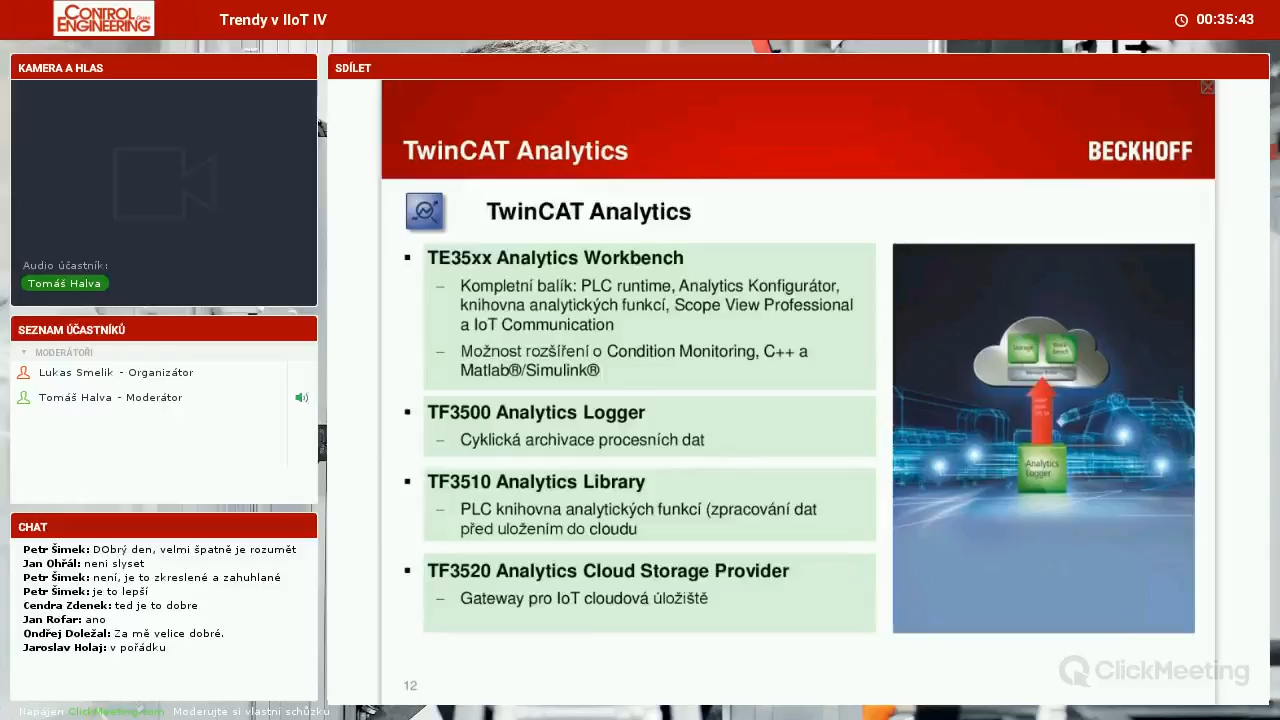 CONTROL
ENGINEERING
Trendy v IIoT IV
00:35:43
KAMERA A HLAS
Audio účastník:
Tomáš Halva
SEZNAM ÚČASTNÍKŮ
MODERÁTOŘI
Lukas Smelik - Organizátor
Tomáš Halva - Moderátor
CHAT
Petr Šimek: DObrý den, velmi špatně je rozumět
Jan Ohřál: neni slyset
Petr Šimek: není, je to zkreslené a zahuhlané
Petr Šimek: je to lepší
Cendra Zdenek: ted je to dobre
Jan Rofar: ano
Ondřej Doležal: Za mě velice dobré.
Jaroslav Holaj: v pořádku
Napájen ClickMeeting.com Moderujte si vlastní schůzku
SDÍLET
TwinCAT Analytics
BECKHOFF
TwinCAT Analytics
▪ TE35xx Analytics Workbench
– Kompletní balík: PLC runtime, Analytics Konfigurátor,
knihovna analytických funkcí, Scope View Professional
a IoT Communication
– Možnost rozšíření o Condition Monitoring, C++ a
Matlab®/Simulink®
▪ TF3500 Analytics Logger
– Cyklická archivace procesních dat
▪ TF3510 Analytics Library
– PLC knihovna analytických funkcí (zpracování dat
před uložením do cloudu
▪ TF3520 Analytics Cloud Storage Provider
– Gateway pro IoT cloudová úložiště
Storage
Work
bench
Analytics
Logger
12
ClickMeeting